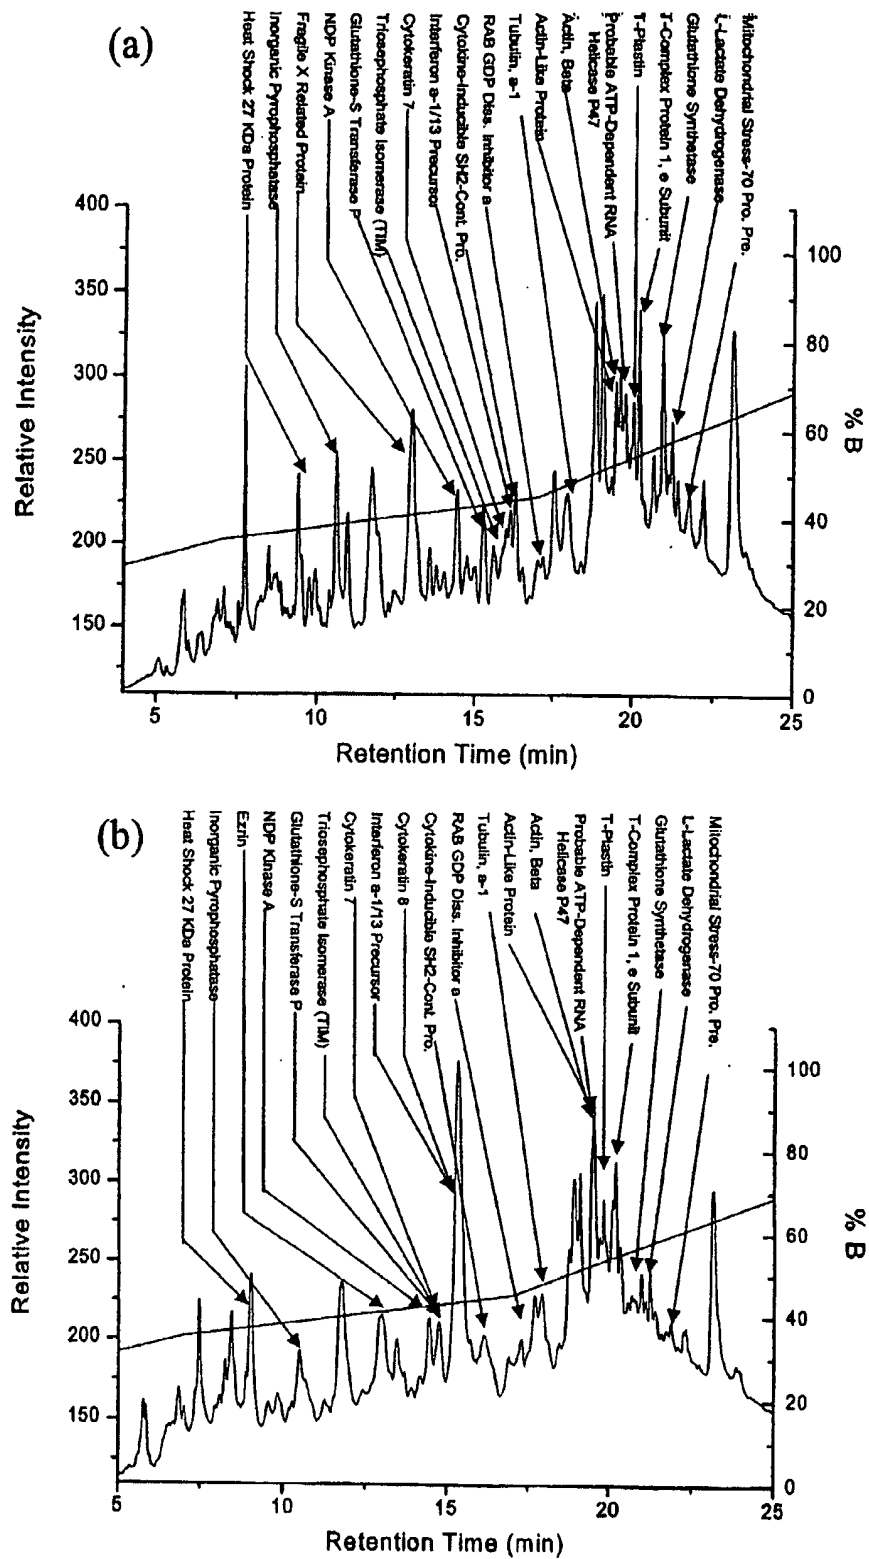 (a)
Heat Shock 27 KDa Protein
Inorganic Pyrophosphatase
Fragile X Related Protein
NDP Kinase A
Glutathione-S Transferase P
Triosephosphate Isomerase (TIM)
Cytokeratin 7
Interferon a-1/13 Precursor
Cytokine-Inducible SH2-Cont. Pro.
RAB GDP Diss. Inhibitor a
Tubutin, a-1
Actin-Like Protein
Actin, Beta
Probable ATP-Dependent RNA
Helicase P47
T-Plastin
T-Complex Protein 1, e Subunit
Glutathione Synthetase
L-Lactate Dehydrogenase
Mitochondrial Stress-70 Pro. Pre.
Relative Intensity
400
350
300
250
200
150
% B
100
80
60
40
20
0
5
10
15
20
25
Retention Time (min)
(b)
Heat Shock 27 KDa Protein
Inorganic Pyrophosphatase
Ezrin
NDP Kinase A
Glutathione-S Transferase P
Triosephosphate Isomerase (TIM)
Cytokeratin 7
Interferon a-1/13 Precursor
Cytokeratin 8
Cytokine-Inducible SH2-Cont. Pro.
RAB GDP Diss. Inhibitor a
Tubulin, a-1
Actin-Like Protein
Actin, Beta
Probable ATP-Dependent RNA
Helicase P47
T-Plastin
T-Complex Protein 1, e Subunit
Glutathione Synthetase
L-Lactate Dehydrogenase
Mitochondrial Stress-70 Pro. Pre.
Relative Intensity
400
350
300
250
200
150
% B
100
80
60
40
20
0
5
10
15
20
25
Retention Time (min)